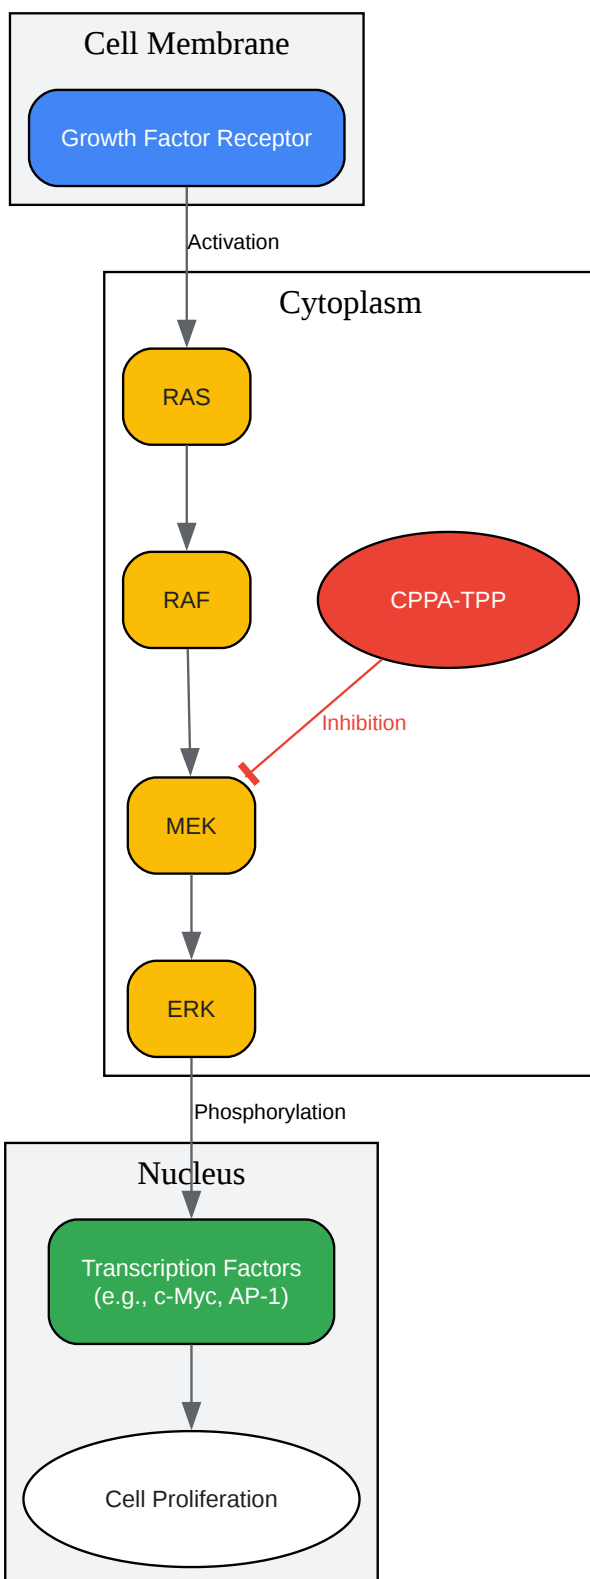 Cell Membrane
Growth Factor Receptor
Activation
Cytoplasm
RAS
RAF
CPPA-TPP
Inhibition
MEK
ERK
Phosphorylation
Nucleus
Transcription Factors
(e.g., c-Myc, AP-1)
Cell Proliferation